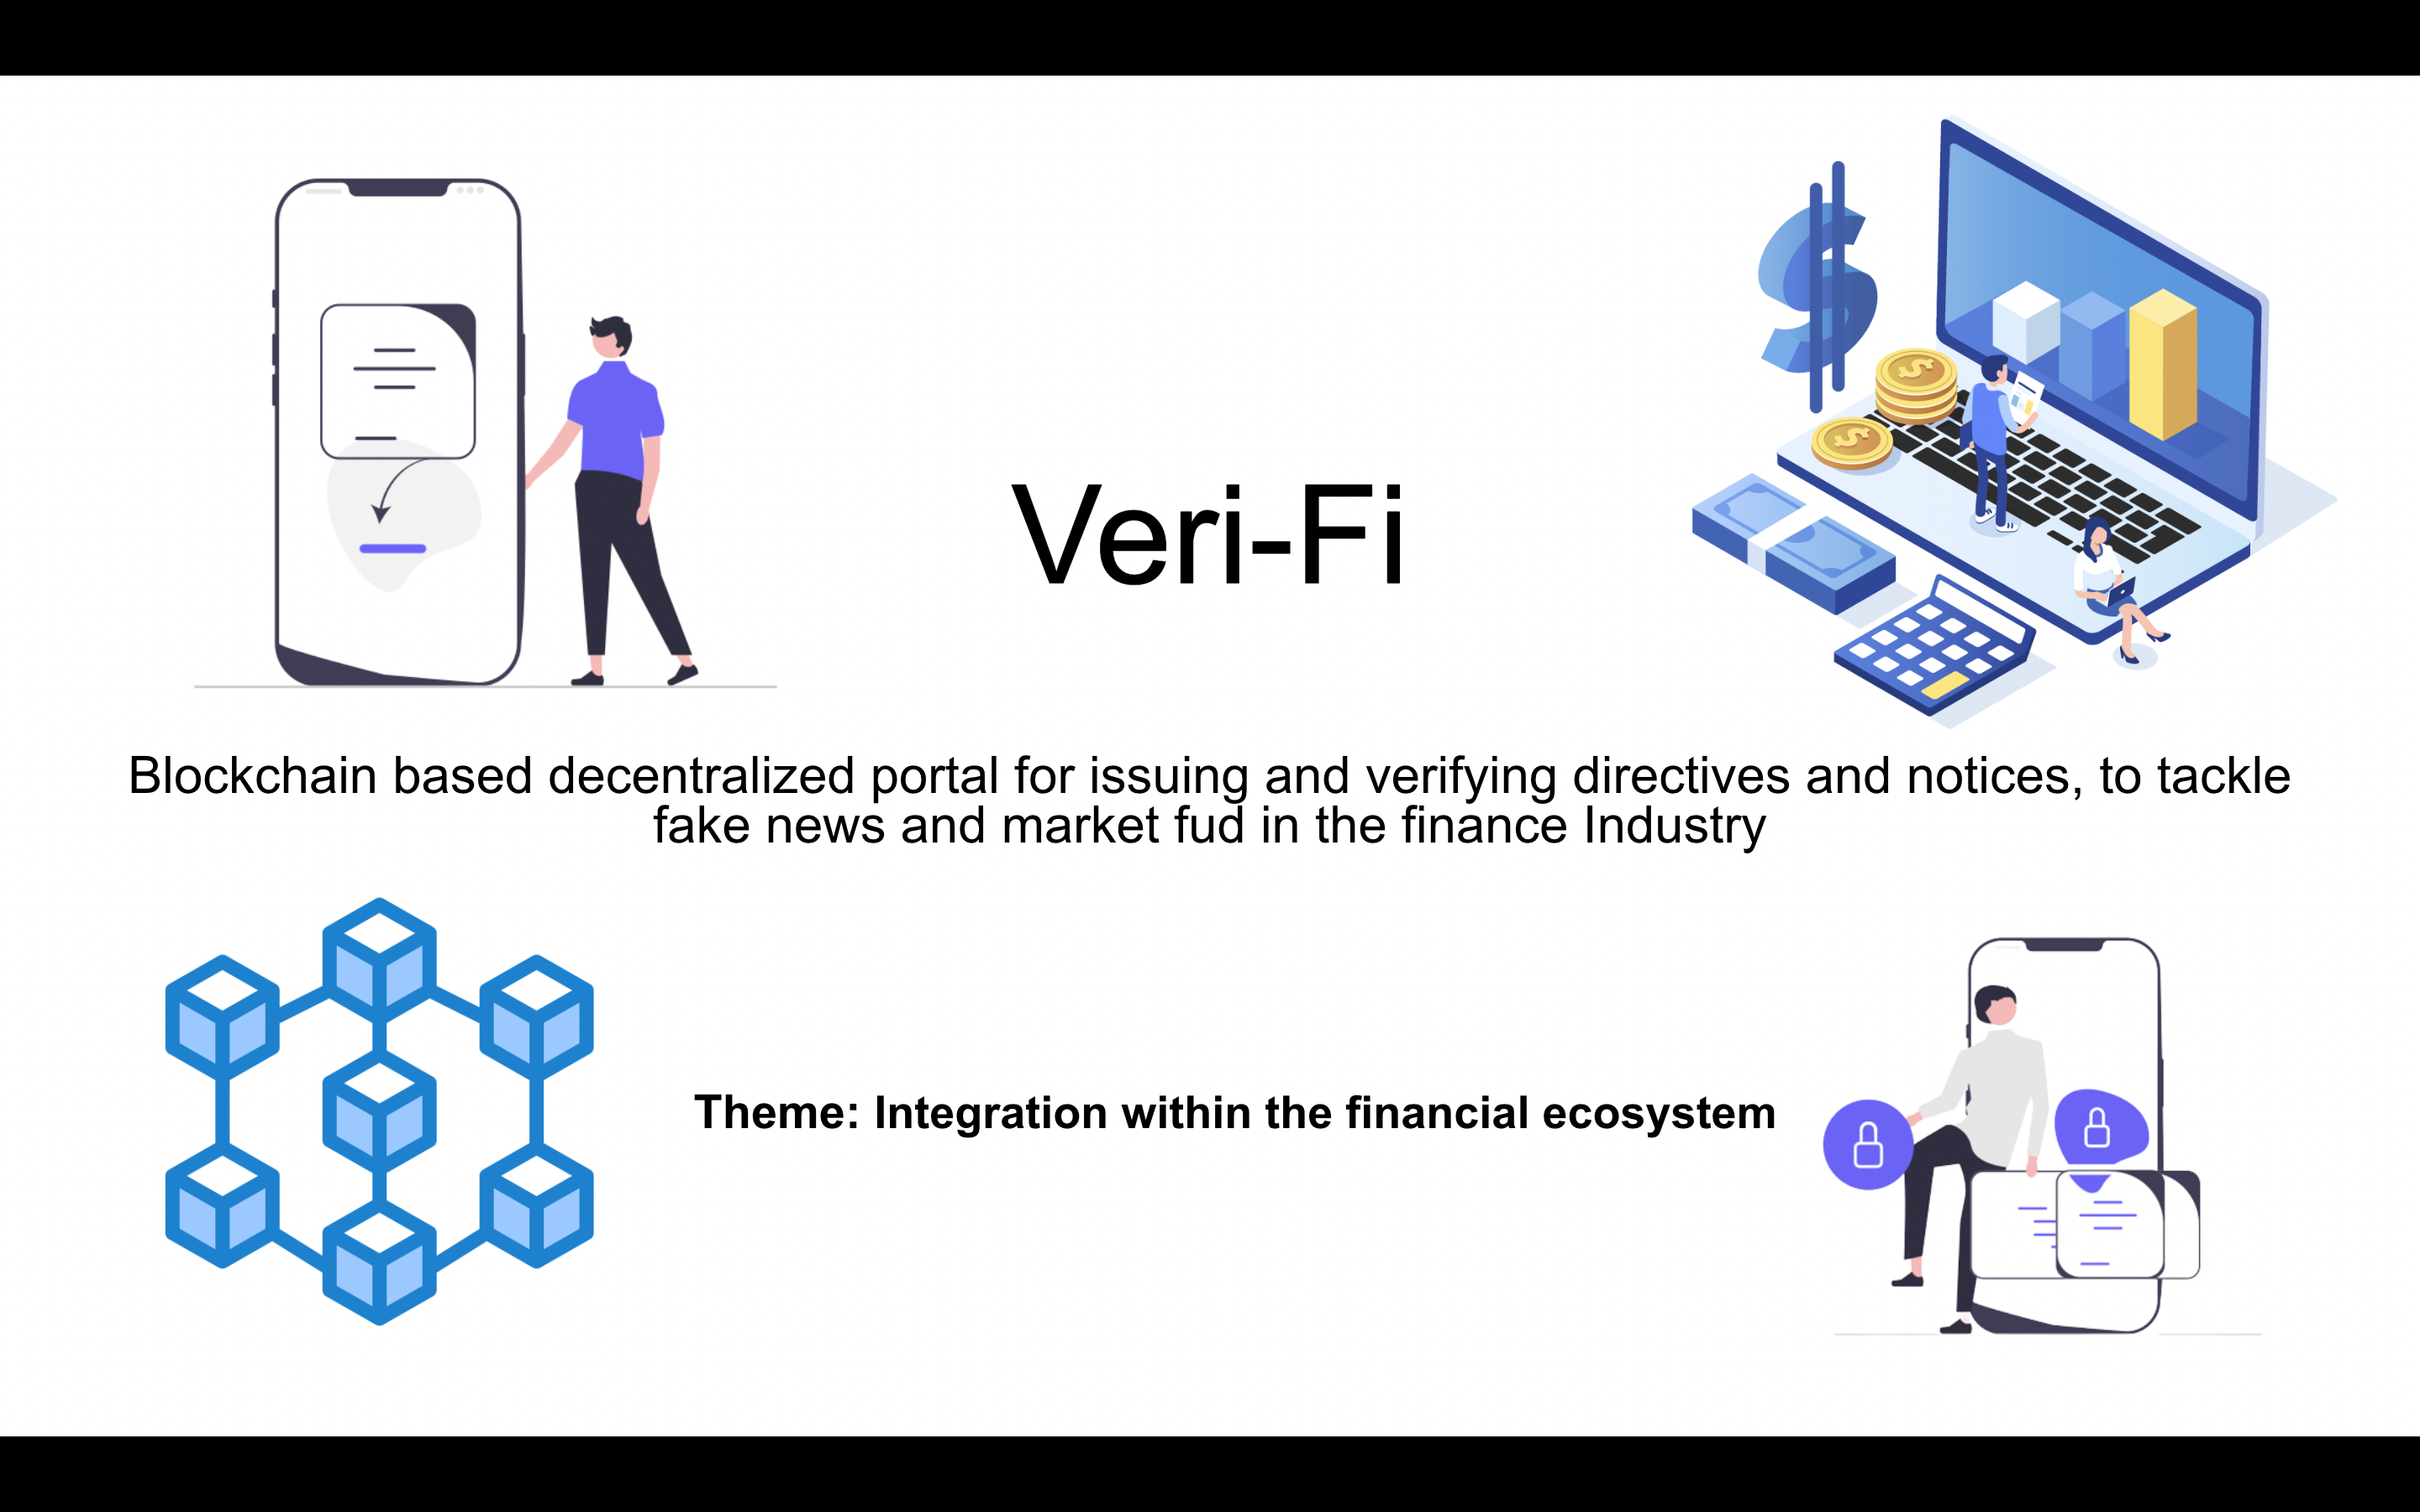 Veri-Fi
Blockchain based decentralized portal for issuing and verifying directives and notices, to tackle
fake news and market fud in the finance Industry
Theme: Integration within the financial ecosystem